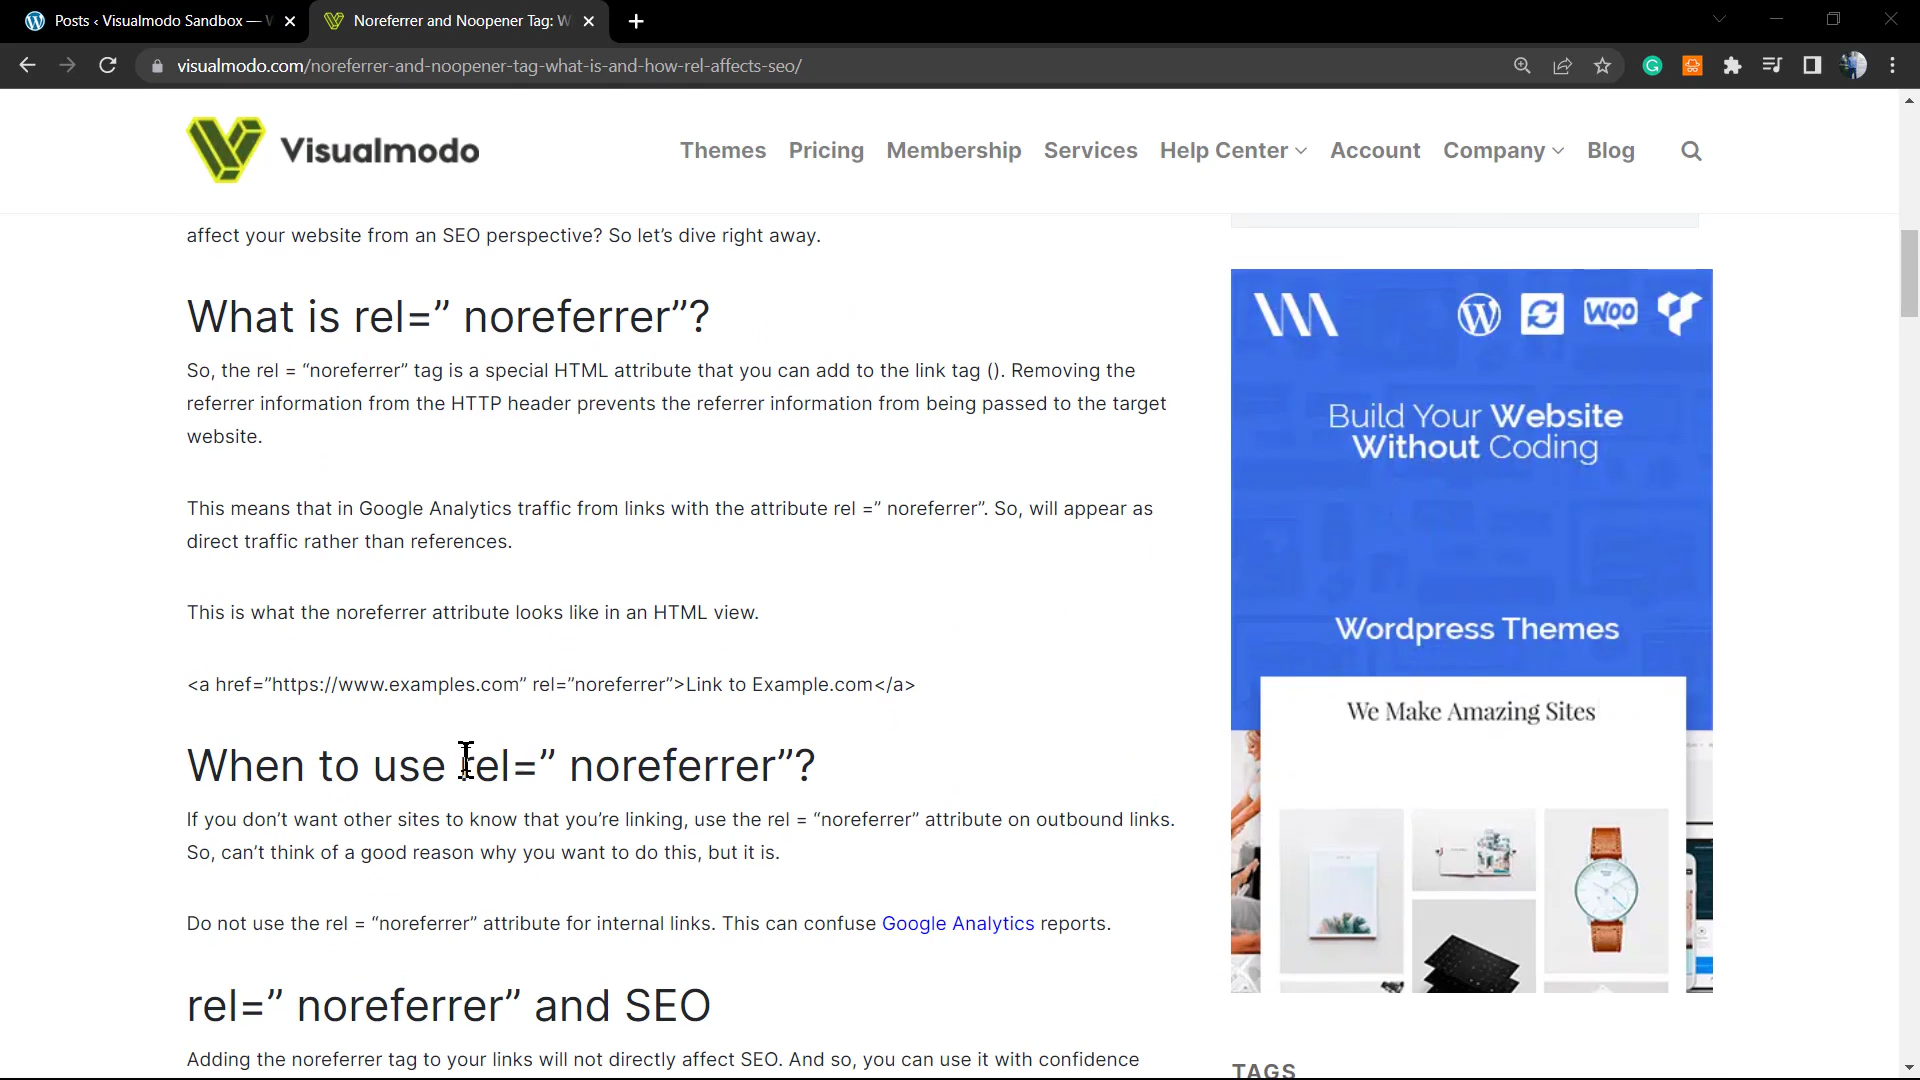 Posts ‹ Visualmodo Sandbox —
Noreferrer and Noopener Tag: W
visualmodo.com/noreferrer-and-noopener-tag-what-is-and-how-rel-affects-seo/
Visualmodo
Themes Pricing Membership Services Help Center Account Company Blog
affect your website from an SEO perspective? So let’s dive right away.
What is rel=” noreferrer”?
So, the rel = “noreferrer” tag is a special HTML attribute that you can add to the link tag (). Removing the
referrer information from the HTTP header prevents the referrer information from being passed to the target
website.
This means that in Google Analytics traffic from links with the attribute rel =” noreferrer”. So, will appear as
direct traffic rather than references.
This is what the noreferrer attribute looks like in an HTML view.
<a href=”https://www.examples.com” rel=”noreferrer”>Link to Example.com</a>
When to use rel=” noreferrer”?
If you don’t want other sites to know that you’re linking, use the rel = “noreferrer” attribute on outbound links.
So, can’t think of a good reason why you want to do this, but it is.
Do not use the rel = “noreferrer” attribute for internal links. This can confuse Google Analytics reports.
rel=” noreferrer” and SEO
Adding the noreferrer tag to your links will not directly affect SEO. And so, you can use it with confidence
WOO
Build Your Website
Without Coding
Wordpress Themes
We Make Amazing Sites
TAGS